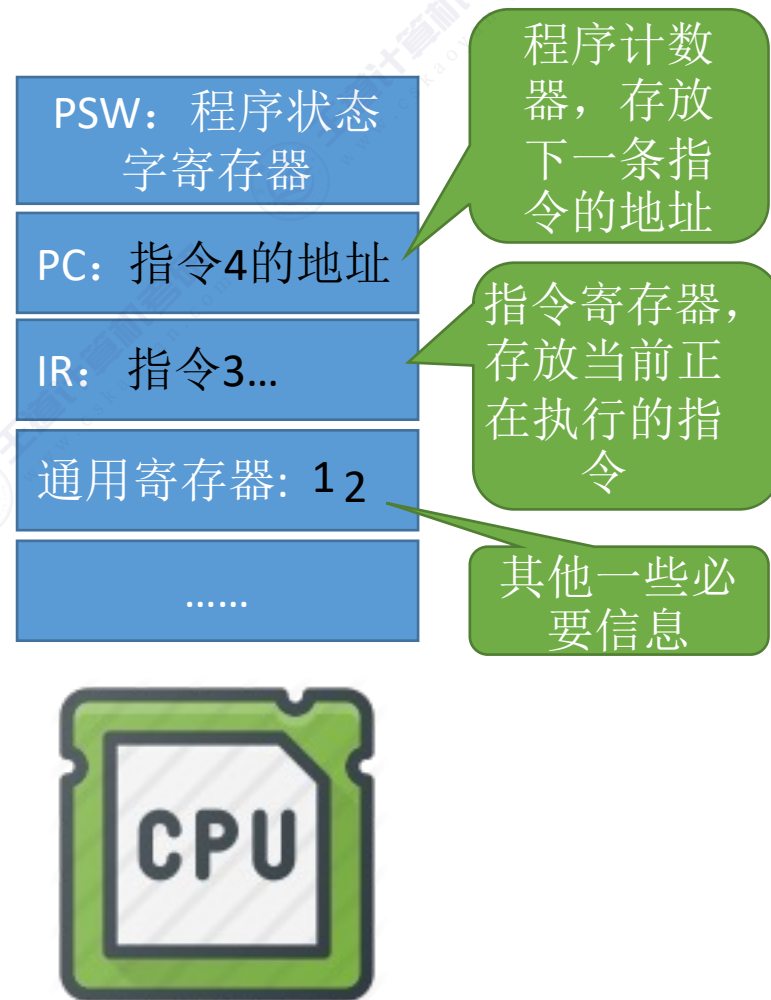 PSW：程序状态
字寄存器
程序计数
器，存放
下一条指
令的地址
PC：指令4的地址
指令寄存器，
存放当前正
在执行的指
令
IR： 指令3…
通用寄存器: 1 2
其他一些必
要信息
……
CPU